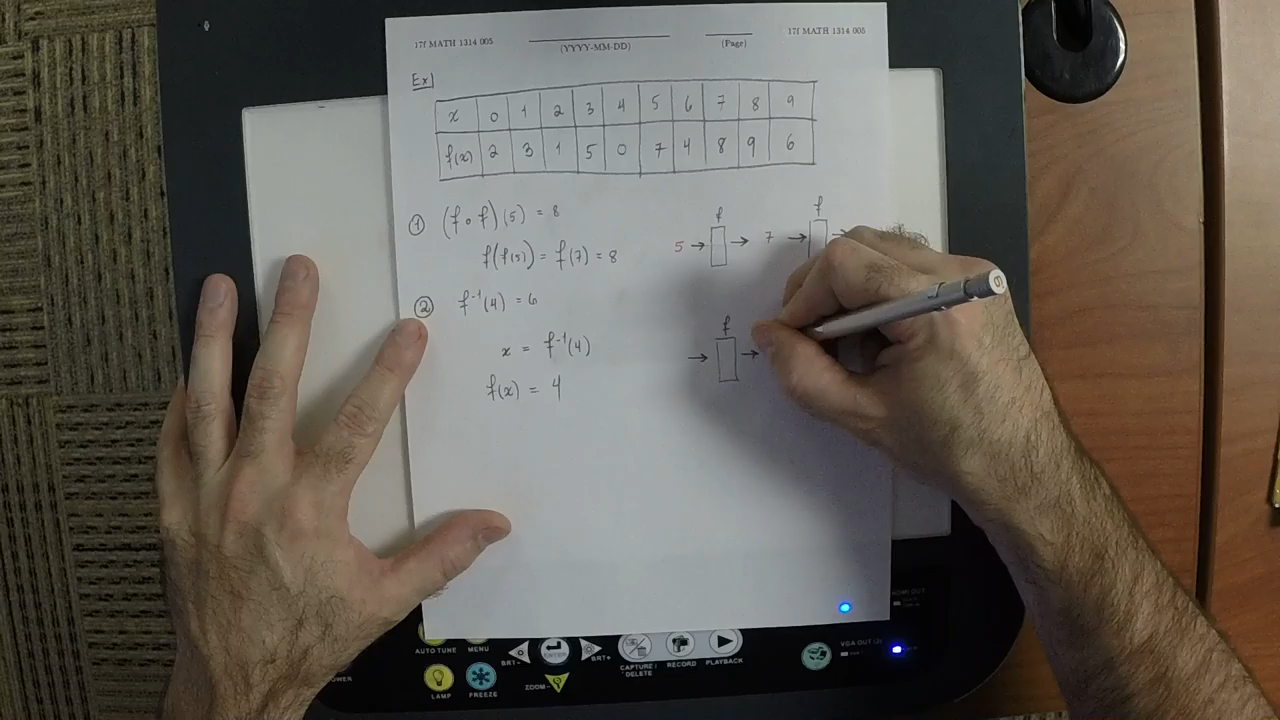 17f MATH 1314 005
(YYYY-MM-DD)
(Page)
17f MATH 1314 005
Ex
x 0 1 2 3 4 5 6 7 8 9
f(x) 2 3 1 5 0 7 4 8 9 6
① (f∘f)(5) = 8
f(f(5)) = f(7) = 8
f f
5 → → 7 → →
② f⁻¹(4) = 6
x = f⁻¹(4)
f(x) = 4
f
→ →
AUTO TUNE
MENU
BRT-
ENTER
BRT+
CAPTURE / DELETE
RECORD
PLAYBACK
LAMP
FREEZE
ZOOM-
VGA OUT